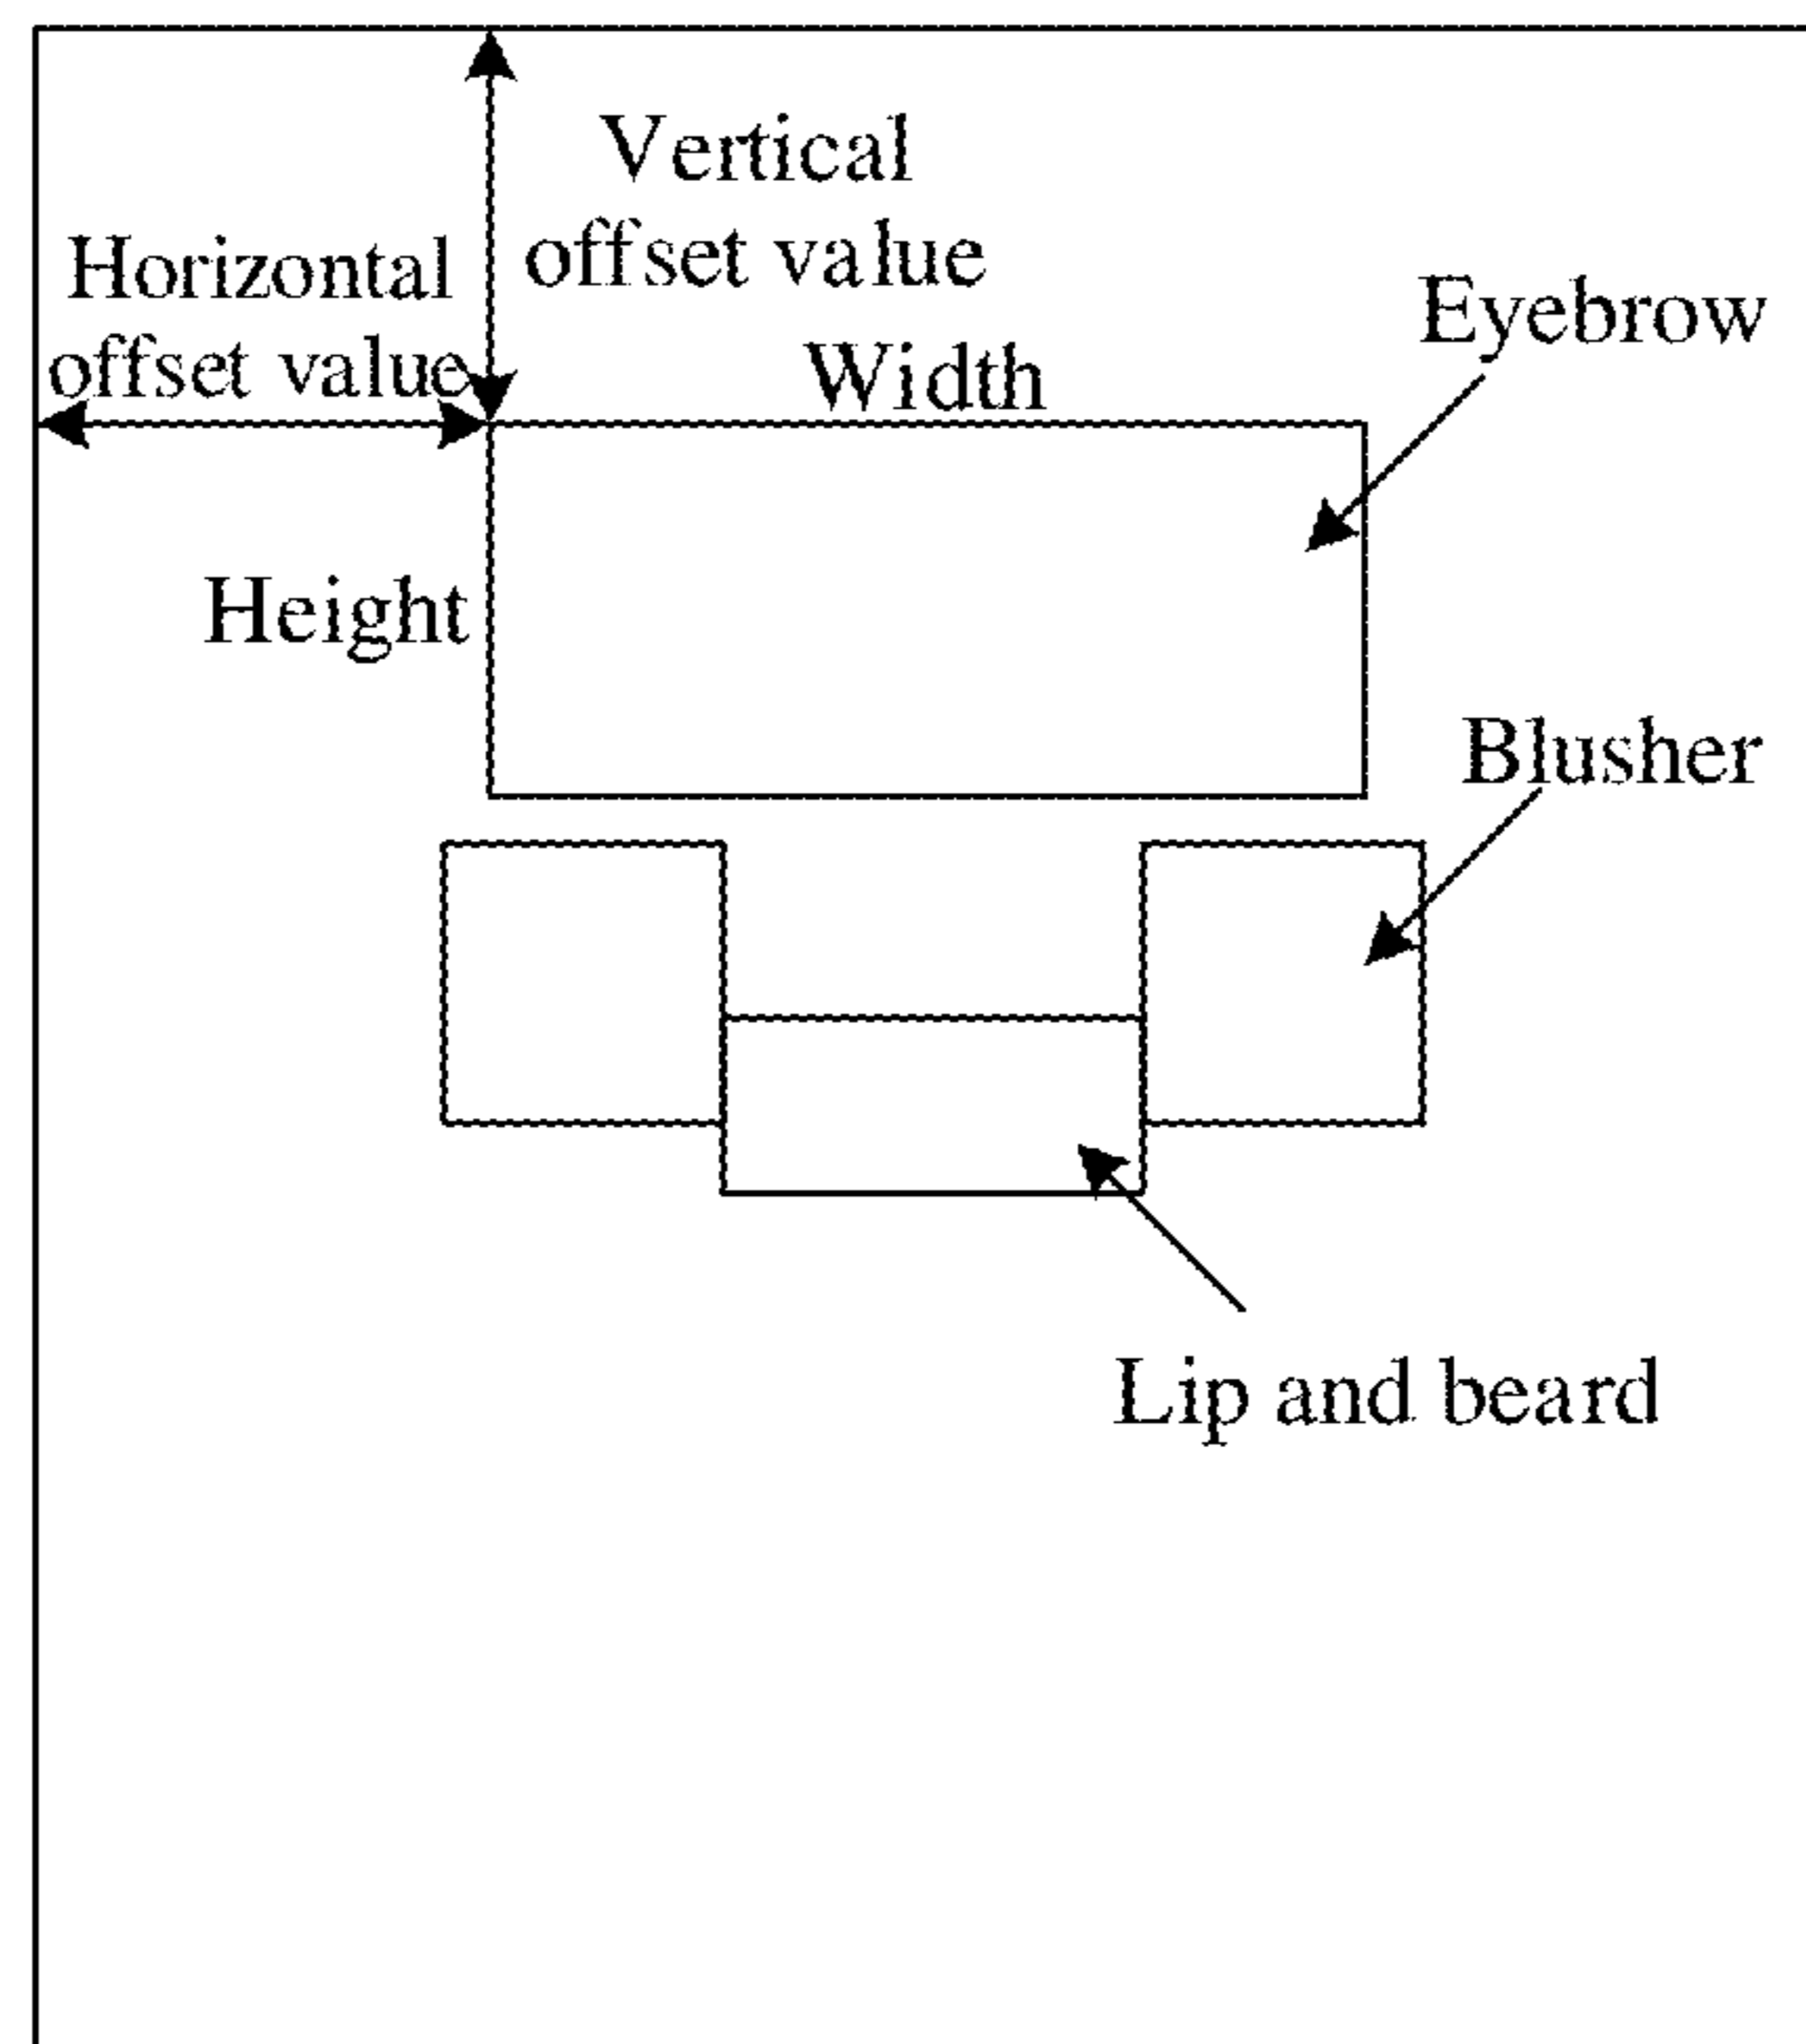 Vertical
offset value
Horizontal
offset value
Width
Eyebrow
Height
Blusher
Lip and beard